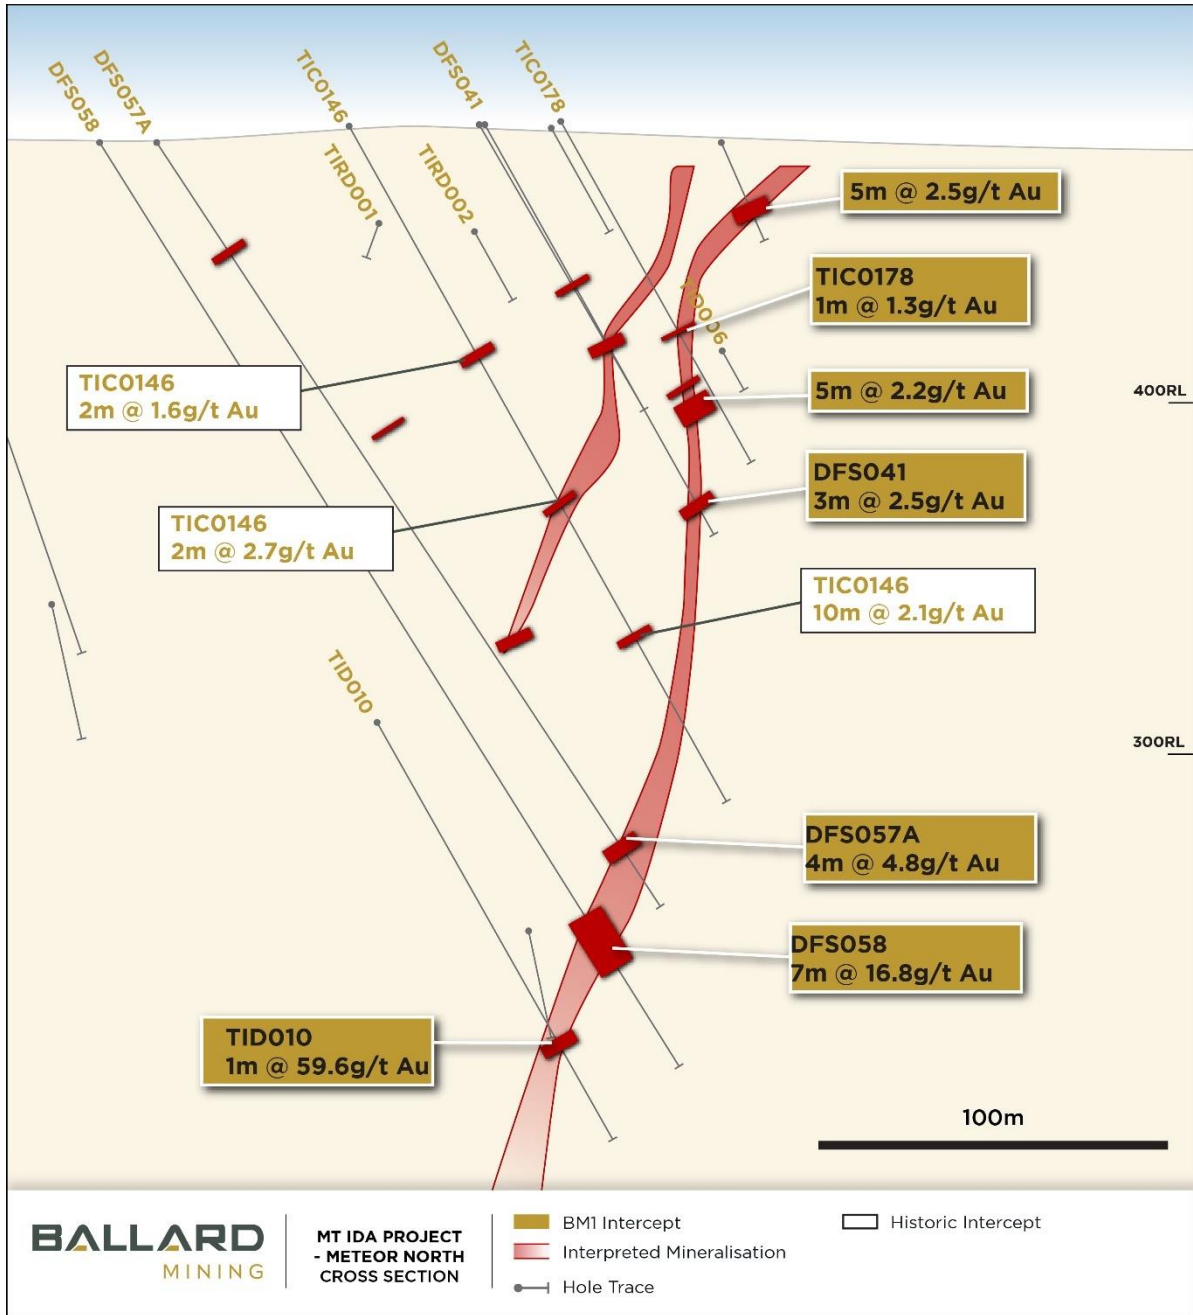 DFS058
DFS057A
TIC0146
DFS041
TIC0178
TIRD001
TIRD002
5m @ 2.5g/t Au
TIC0178
1m @ 1.3g/t Au
TID006
TIC0146
2m @ 1.6g/t Au
5m @ 2.2g/t Au
400RL
DFS041
3m @ 2.5g/t Au
TIC0146
2m @ 2.7g/t Au
TIC0146
10m @ 2.1g/t Au
TID010
300RL
DFS057A
4m @ 4.8g/t Au
DFS058
7m @ 16.8g/t Au
TID010
1m @ 59.6g/t Au
100m
BALLARD
MINING
MT IDA PROJECT
- METEOR NORTH
CROSS SECTION
BM1 Intercept
Interpreted Mineralisation
Hole Trace
Historic Intercept